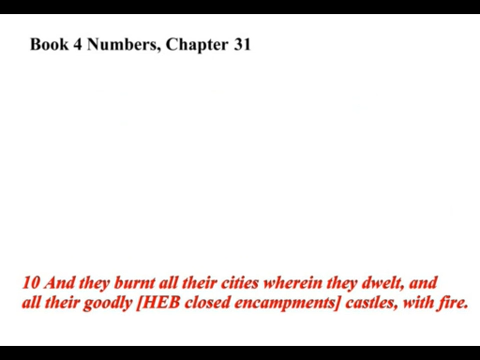 Book 4 Numbers, Chapter 31
10 And they burnt all their cities wherein they dwelt, and
all their goodly [HEB closed encampments] castles, with fire.